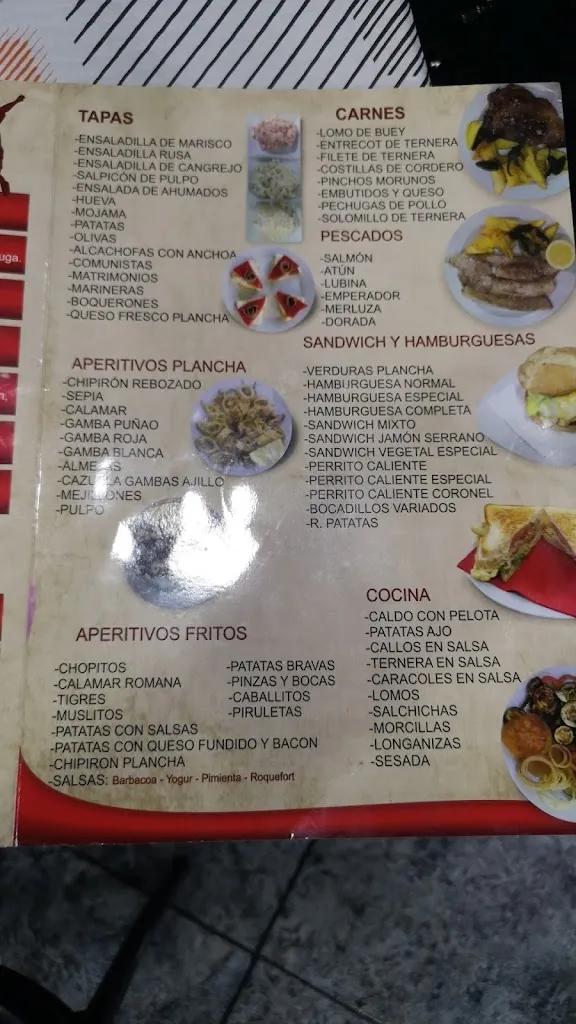 uga.
TAPAS
-ENSALADILLA DE MARISCO
-ENSALADILLA RUSA
-ENSALADILLA DE CANGREJO
-SALPICÓN DE PULPO
-ENSALADA DE AHUMADOS
-HUEVA
-MOJAMA
-PATATAS
-OLIVAS
-ALCACHOFAS CON ANCHOA
-COMUNISTAS
-MATRIMONIOS
-MARINERAS
-BOQUERONES
-QUESO FRESCO PLANCHA
APERITIVOS PLANCHA
-CHIPIRÓN REBOZADO
-SEPIA
-CALAMAR
-GAMBA PUÑAO
-GAMBA ROJA
-GAMBA BLANCA
-ALMEJAS
-CAZUELA GAMBAS AJILLO
-MEJILLONES
-PULPO
CARNES
-LOMO DE BUEY
-ENTRECOT DE TERNERA
-FILETE DE TERNERA
-COSTILLAS DE CORDERO
-PINCHOS MORUNOS
-EMBUTIDOS Y QUESO
-PECHUGAS DE POLLO
-SOLOMILLO DE TERNERA
PESCADOS
-SALMÓN
-ATÚN
-LUBINA
-EMPERADOR
-MERLUZA
-DORADA
SANDWICH Y HAMBURGUESAS
-VERDURAS PLANCHA
-HAMBURGUESA NORMAL
-HAMBURGUESA ESPECIAL
-HAMBURGUESA COMPLETA
-SANDWICH MIXTO
-SANDWICH JAMÓN SERRANO
-SANDWICH VEGETAL ESPECIAL
-PERRITO CALIENTE
-PERRITO CALIENTE ESPECIAL
-PERRITO CALIENTE CORONEL
-BOCADILLOS VARIADOS
-R. PATATAS
APERITIVOS FRITOS
-CHOPITOS
-CALAMAR ROMANA
-TIGRES
-MUSLITOS
-PATATAS CON SALSAS
-PATATAS CON QUESO FUNDIDO Y BACON
-CHIPIRON PLANCHA
-SALSAS: Barbacoa - Yogur - Pimienta - Roquefort
-PATATAS BRAVAS
-PINZAS Y BOCAS
-CABALLITOS
-PIRULETAS
COCINA
-CALDO CON PELOTA
-PATATAS AJO
-CALLOS EN SALSA
-TERNERA EN SALSA
-CARACOLES EN SALSA
-LOMOS
-SALCHICHAS
-MORCILLAS
-LONGANIZAS
-SESADA